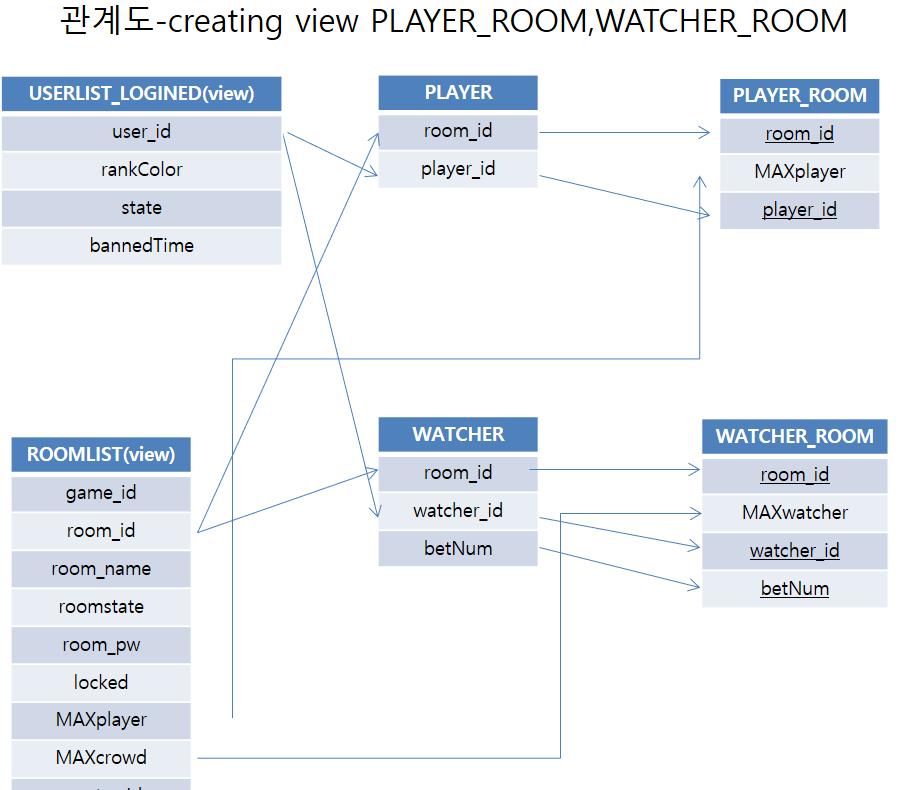 관계도-creating view PLAYER_ROOM,WATCHER_ROOM
USERLIST_LOGINED(view)
user_id
rankColor
state
bannedTime
PLAYER
room_id
player_id
PLAYER_ROOM
room_id
MAXplayer
player_id
ROOMLIST(view)
game_id
room_id
room_name
roomstate
room_pw
locked
MAXplayer
MAXcrowd
WATCHER
room_id
watcher_id
betNum
WATCHER_ROOM
room_id
MAXwatcher
watcher_id
betNum